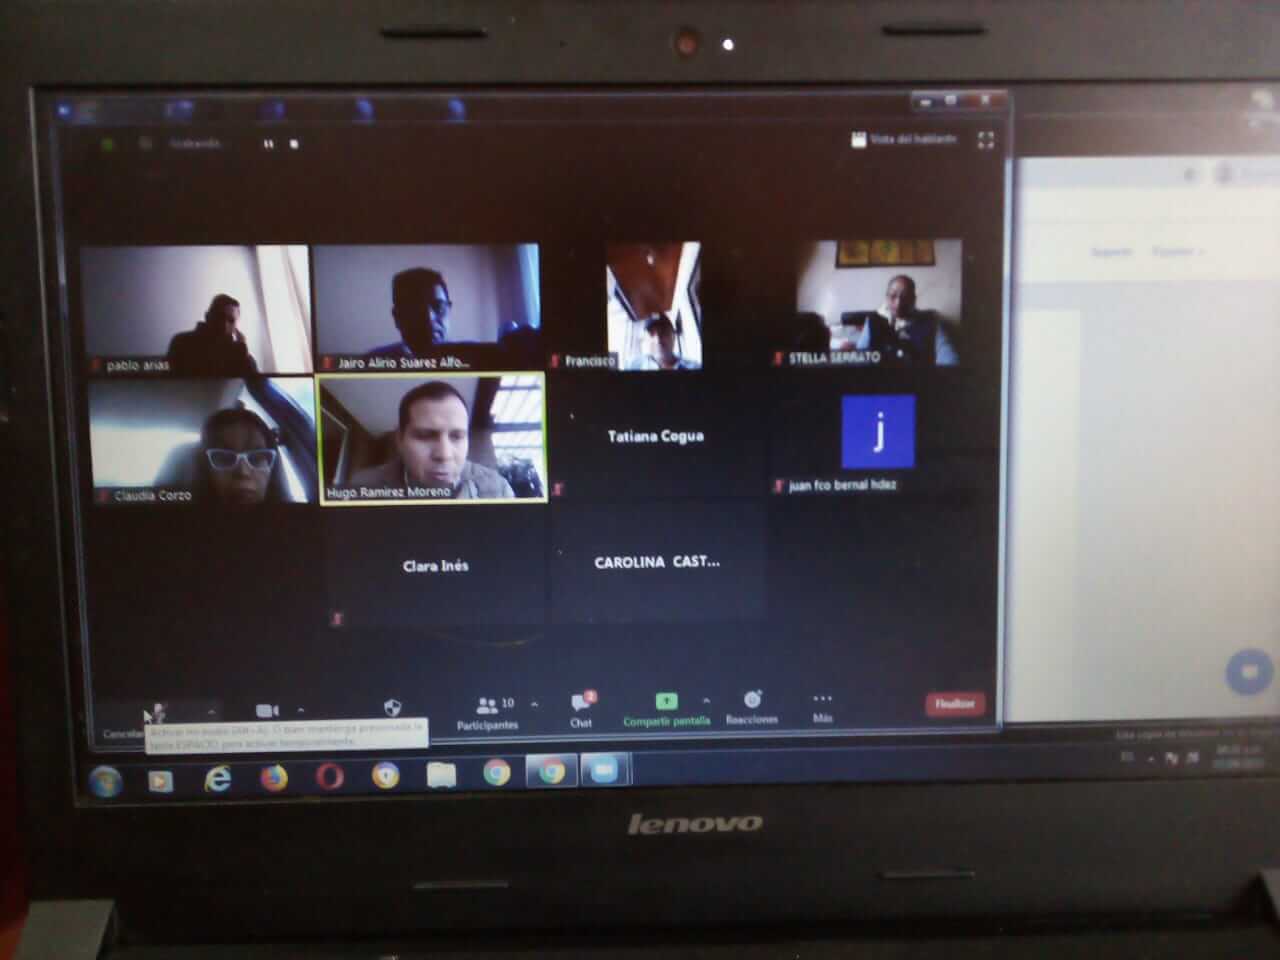 Vista del hablante
pablo arias
Jairo Alirio Suarez Alfo...
Francisco
STELLA SERRATO
Claudia Corzo
Hugo Ramirez Moreno
Tatiana Cogua
j
juan fco bernal hdez
Clara Inés
CAROLINA CAST...
Cancelar
Activar mi audio (Alt+A). O bien mantenga presionada la
tecla ESPACIO para activar temporalmente.
Participantes
10
Chat
2
Compartir pantalla
Reacciones
Más
Finalizar
lenovo